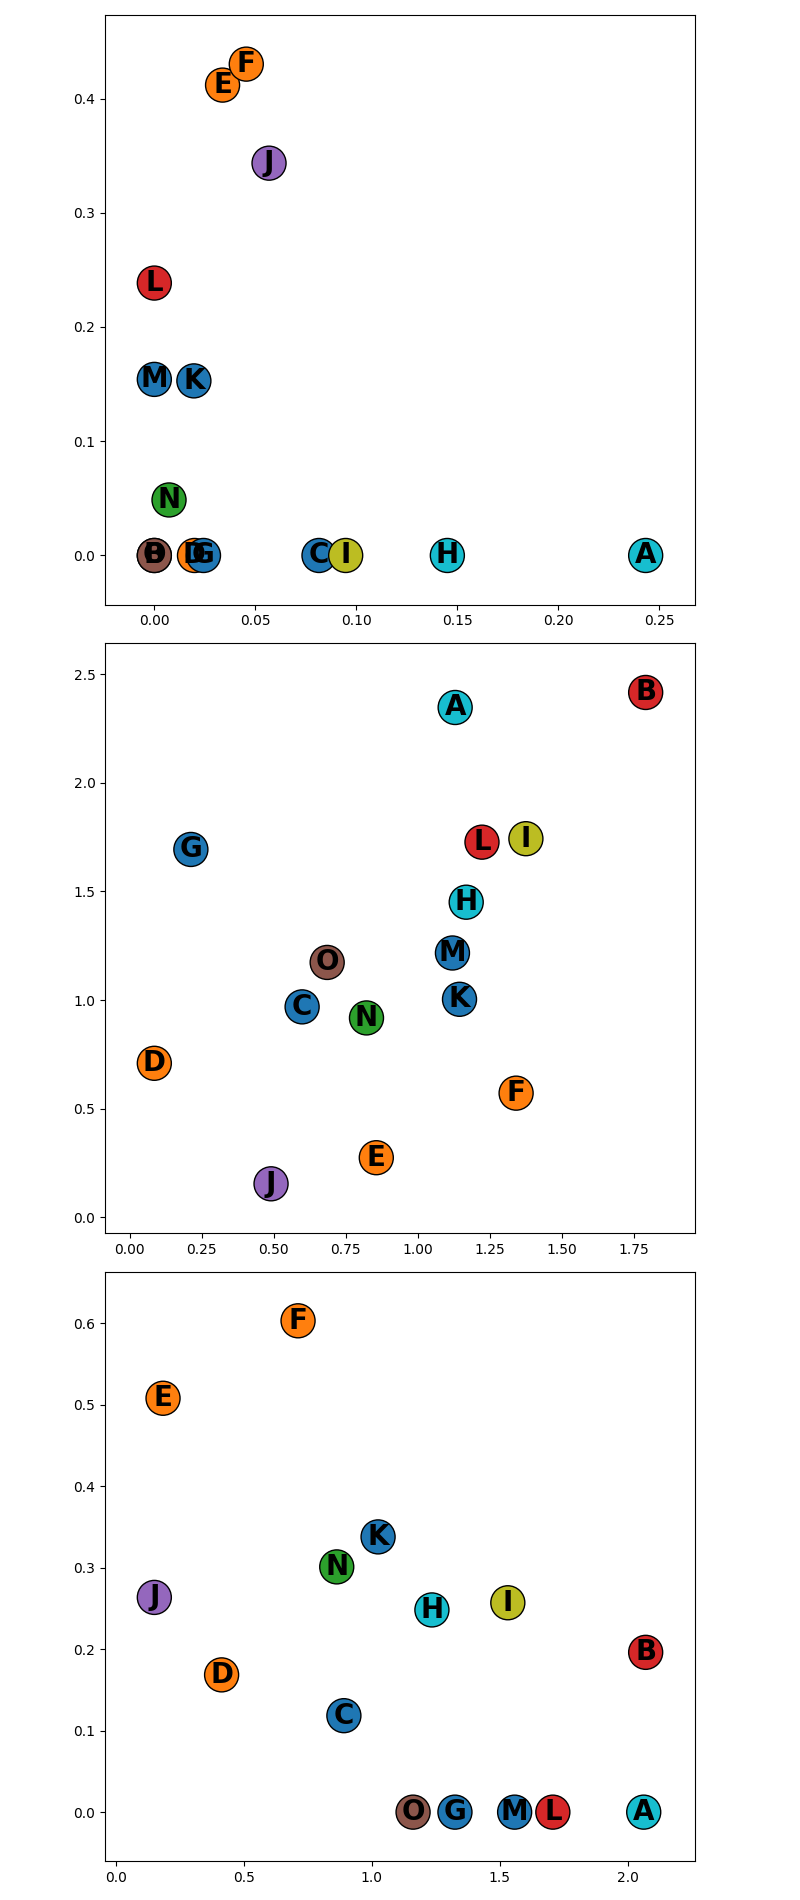 0.4
F
E
J
0.3
L
0.2
M K
0.1
N
0.0
O D G C I H A
0.00 0.05 0.10 0.15 0.20 0.25
2.5
B
A
2.0
L I
G
1.5
H
M
O
1.0
K
C
N
D
F
0.5
E
J
0.0
0.00 0.25 0.50 0.75 1.00 1.25 1.50 1.75
0.6
F
0.5
E
0.4
K
0.3
N
J
I
H
0.2
B
D
0.1
C
0.0
O G M L A
0.0 0.5 1.0 1.5 2.0